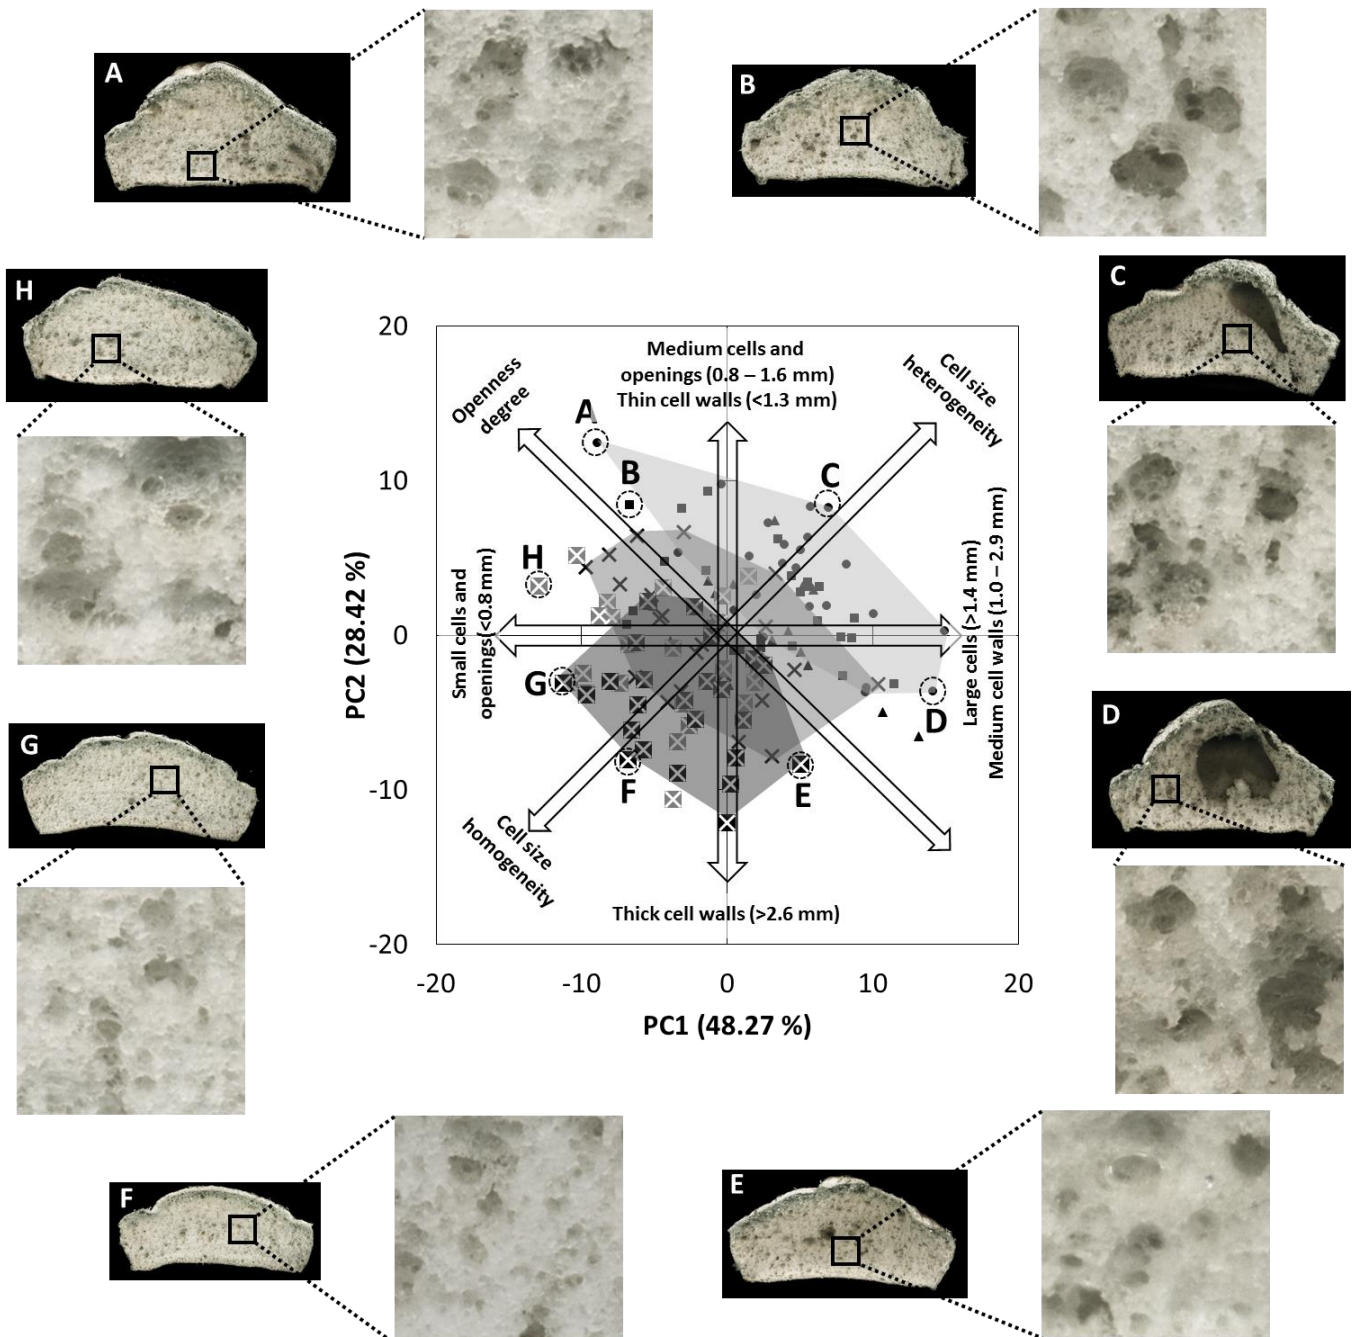 A
B
H
C
20
Medium cells and
openings (0.8 – 1.6 mm)
Thin cell walls (<1.3 mm)
Openness
degree
Cell size
heterogeneity
A
B
C
10
H
PC2 (28.42 %)
0
Small cells and
openings (<0.8 mm)
Large cells (>1.4 mm)
Medium cell walls (1.0 – 2.9 mm)
G
D
G
D
F
E
-10
Cell size
homogeneity
Thick cell walls (>2.6 mm)
-20
-20
-10
0
10
20
PC1 (48.27 %)
F
E